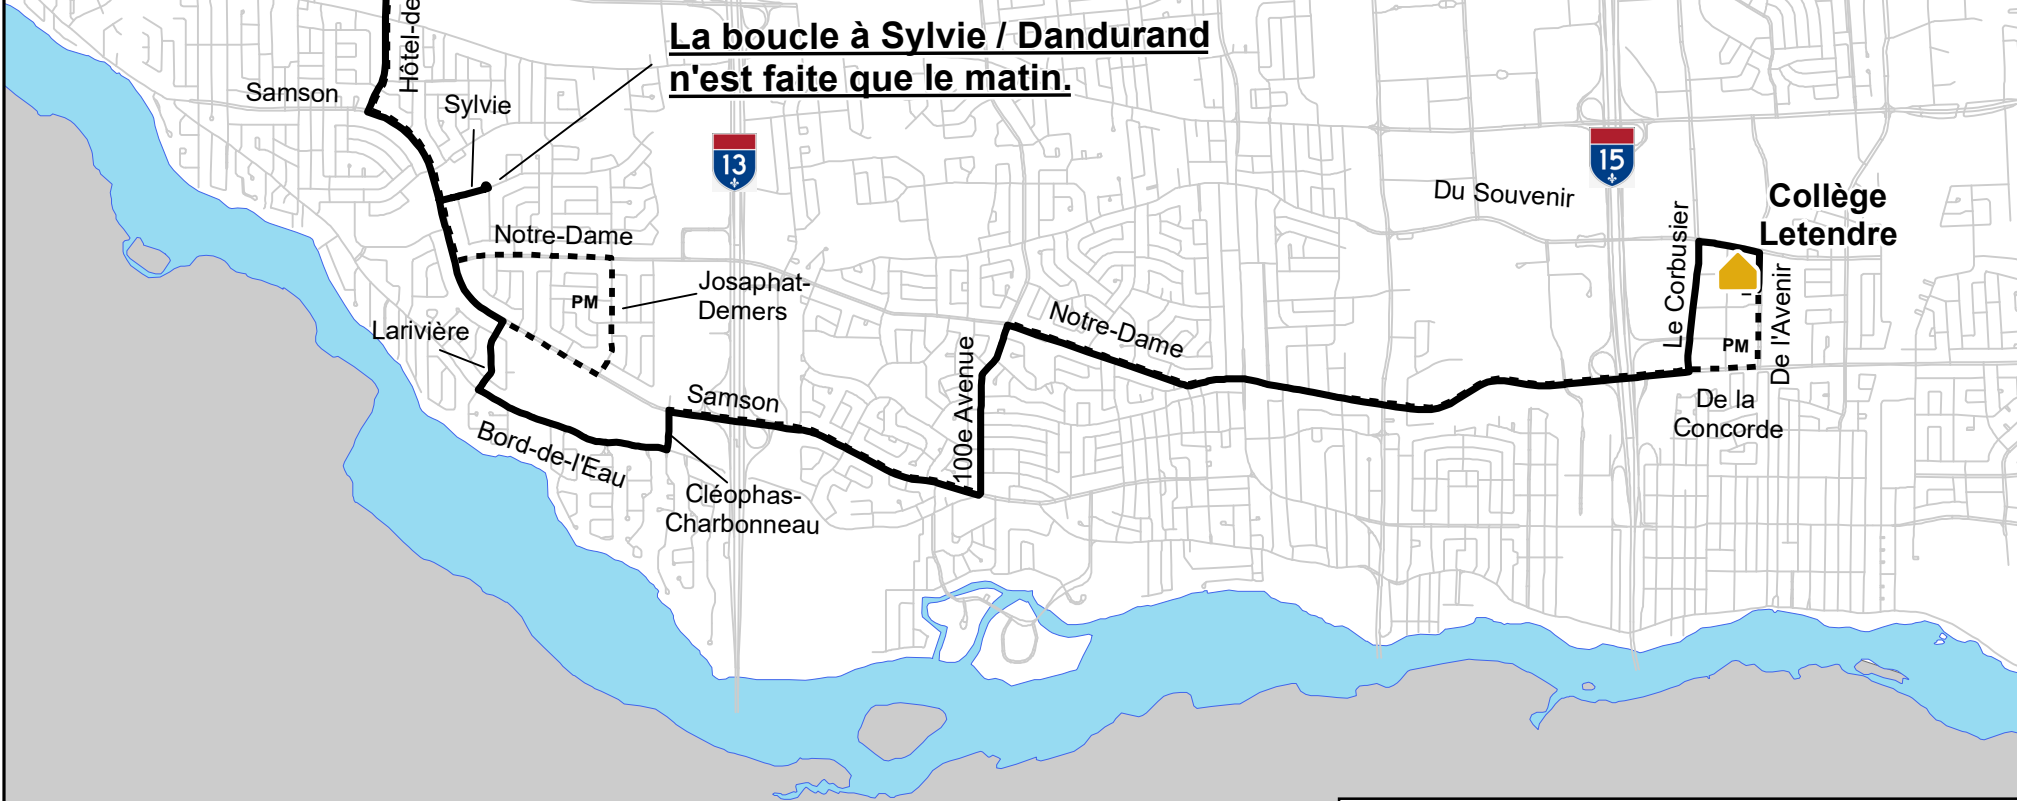 Hôtel-de
La boucle à Sylvie / Dandurand
n'est faite que le matin.
Samson
Sylvie
13
15
Du Souvenir
Collège
Letendre
Le Corbusier
Notre-Dame
Josaphat-
Demers
PM
Larivière
Notre-Dame
De l'Avenir
PM
100e Avenue
Samson
De la
Concorde
Bord-de-l'Eau
Cléophas-
Charbonneau